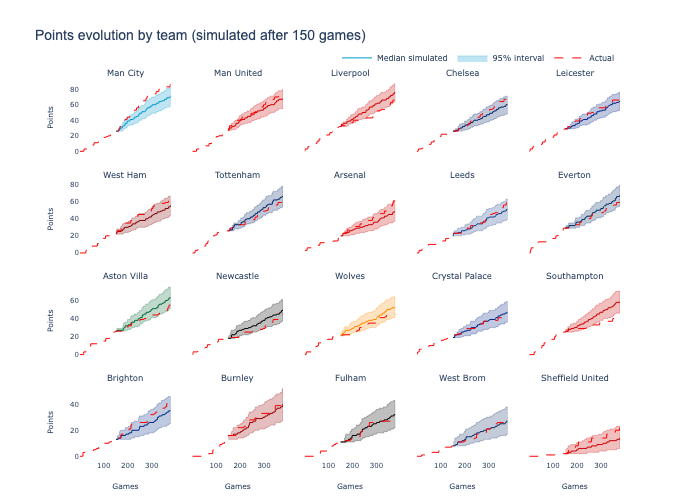 Points evolution by team (simulated after 150 games)
Median simulated 95% interval Actual
Man City Man United Liverpool Chelsea Leicester
80
60
40
20
0
Points
West Ham Tottenham Arsenal Leeds Everton
80
60
40
20
0
Points
Aston Villa Newcastle Wolves Crystal Palace Southampton
60
40
20
0
Points
Brighton Burnley Fulham West Brom Sheffield United
40
20
0
Points
100 200 300 100 200 300 100 200 300 100 200 300 100 200 300
Games Games Games Games Games